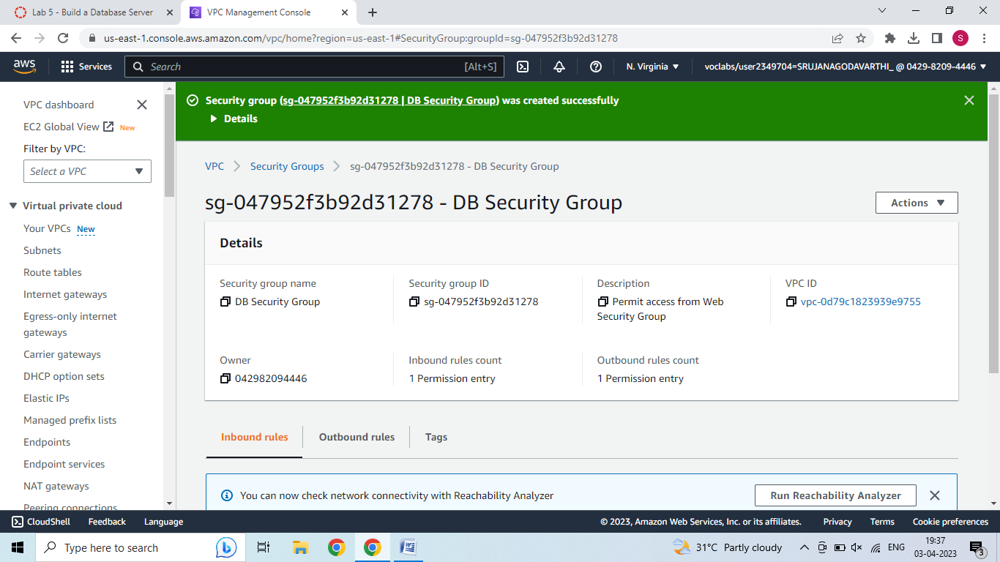 Lab 5 - Build a Database Server
VPC Management Console
us-east-1.console.aws.amazon.com/vpc/home?region=us-east-1#SecurityGroup:groupId=sg-047952f3b92d31278
S
aws
Services
Search
[Alt+S]
N. Virginia
voclabs/user2349704=SRUJANAGODAVARTHI_ @ 0429-8209-4446
VPC dashboard
EC2 Global View New
Filter by VPC:
Select a VPC
Virtual private cloud
Your VPCs New
Subnets
Route tables
Internet gateways
Egress-only internet
gateways
Carrier gateways
DHCP option sets
Elastic IPs
Managed prefix lists
Endpoints
Endpoint services
NAT gateways
Peering connections
Security group (sg-047952f3b92d31278 | DB Security Group) was created successfully
Details
VPC
Security Groups
sg-047952f3b92d31278 - DB Security Group
sg-047952f3b92d31278 - DB Security Group
Actions
Details
Security group name
DB Security Group
Security group ID
sg-047952f3b92d31278
Description
Permit access from Web
Security Group
VPC ID
vpc-0d79c1823939e9755
Owner
042982094446
Inbound rules count
1 Permission entry
Outbound rules count
1 Permission entry
Inbound rules
Outbound rules
Tags
You can now check network connectivity with Reachability Analyzer
Run Reachability Analyzer
CloudShell
Feedback
Language
© 2023, Amazon Web Services, Inc. or its affiliates.
Privacy
Terms
Cookie preferences
Type here to search
31°C Partly cloudy
ENG
19:37
03-04-2023
3